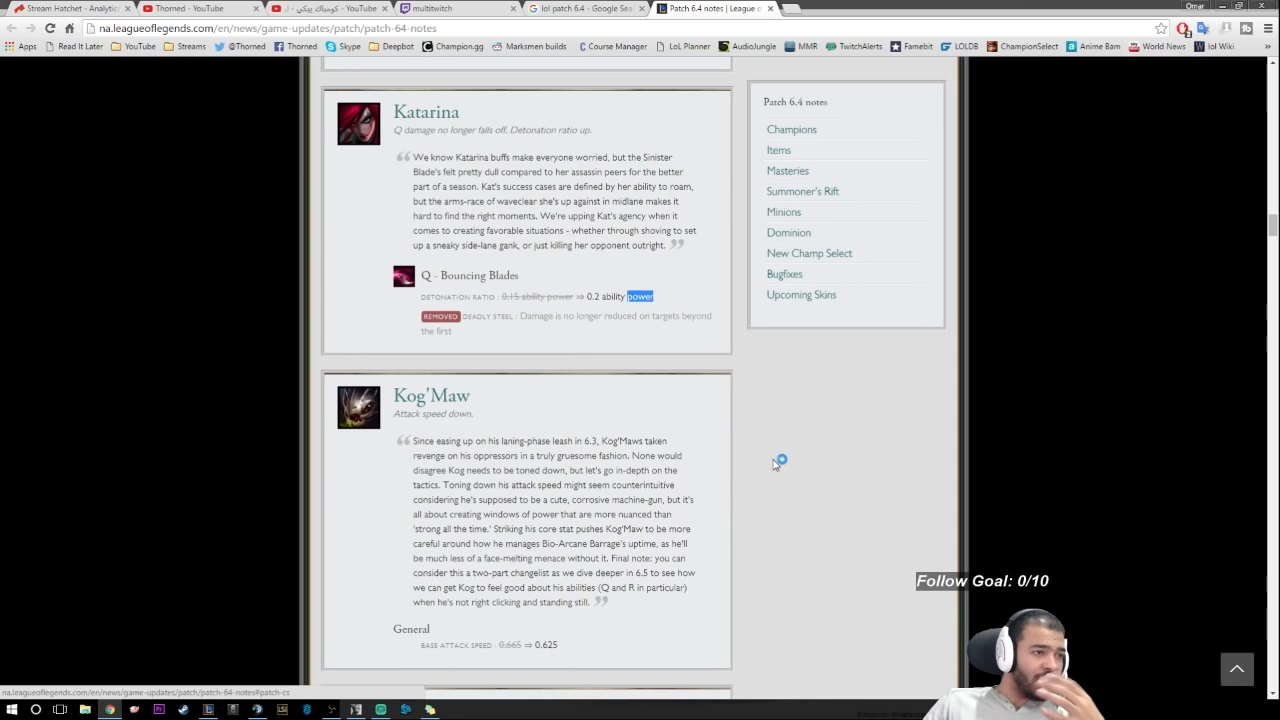 Stream Hatchet - Analytic
Thorned - YouTube
YouTube - كومباك بيكي
multitwitch
lol patch 6.4 - Google Sea
Patch 6.4 notes | League o
Omar
na.leagueoflegends.com/en/news/game-updates/patch/patch-64-notes
Apps
Read It Later
YouTube
Streams
@Thorned
Thorned
Skype
Deepbot
Champion.gg
Marksmen builds
Course Manager
LoL Planner
AudioJungle
MMR
TwitchAlerts
Famebit
LOLDB
ChampionSelect
Anime Bam
World News
lol Wiki
Katarina
Q damage no longer falls off. Detonation ratio up.
We know Katarina buffs make everyone worried, but the Sinister
Blade's felt pretty dull compared to her assassin peers for the better
part of a season. Kat's success cases are defined by her ability to roam,
but the arms-race of waveclear she's up against in midlane makes it
hard to find the right moments. We're upping Kat's agency when it
comes to creating favorable situations - whether through shoving to set
up a sneaky side-lane gank, or just killing her opponent outright.
Q - Bouncing Blades
DETONATION RATIO : 0.15 ability power ⇒ 0.2 ability power
REMOVED DEADLY STEEL : Damage is no longer reduced on targets beyond
the first
Kog'Maw
Attack speed down.
Since easing up on his laning-phase leash in 6.3, Kog'Maws taken
revenge on his oppressors in a truly gruesome fashion. None would
disagree Kog needs to be toned down, but let's go in-depth on the
tactics. Toning down his attack speed might seem counterintuitive
considering he's supposed to be a cute, corrosive machine-gun, but it's
all about creating windows of power that are more nuanced than
'strong all the time.' Striking his core stat pushes Kog'Maw to be more
careful around how he manages Bio-Arcane Barrage's uptime, as he'll
be much less of a face-melting menace without it. Final note: you can
consider this a two-part changelist as we dive deeper in 6.5 to see how
we can get Kog to feel good about his abilities (Q and R in particular)
when he's not right clicking and standing still.
General
BASE ATTACK SPEED : 0.665 ⇒ 0.625
Patch 6.4 notes
Champions
Items
Masteries
Summoner's Rift
Minions
Dominion
New Champ Select
Bugfixes
Upcoming Skins
Follow Goal: 0/10
na.leagueoflegends.com/en/news/game-updates/patch/patch-64-notes#patch-cs